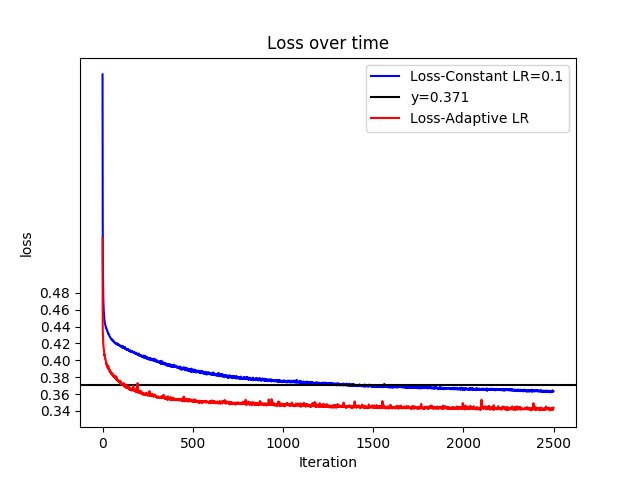 Loss over time
Loss-Constant LR=0.1
y=0.371
Loss-Adaptive LR
loss
0.48
0.46
0.44
0.42
0.40
0.38
0.36
0.34
0 500 1000 1500 2000 2500
Iteration